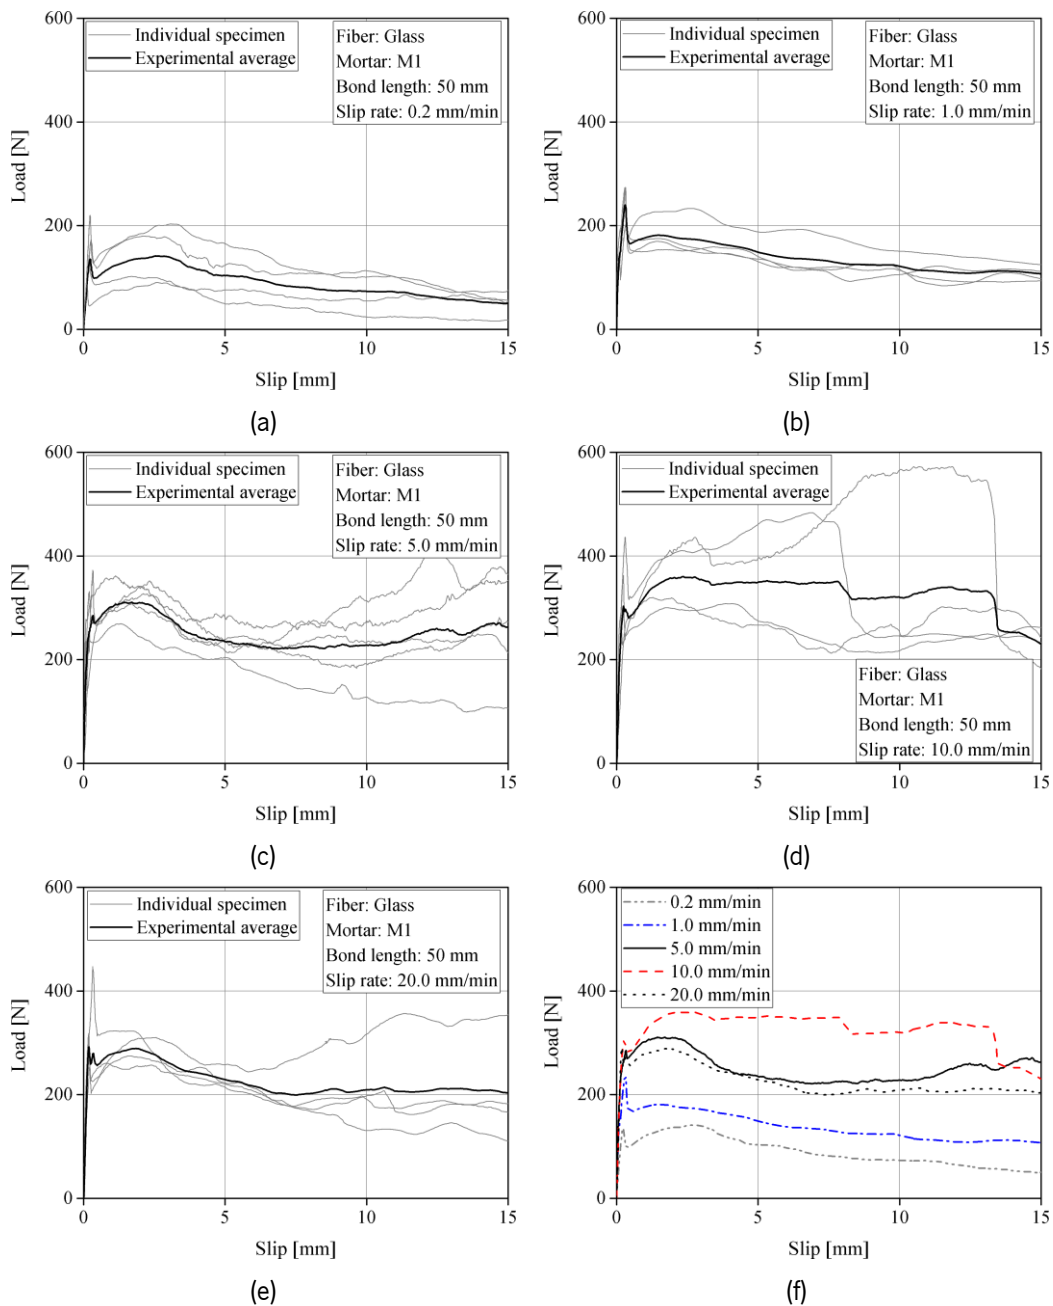 600
400
200
0
Load [N]
Individual specimen
Experimental average
Fiber: Glass
Mortar: M1
Bond length: 50 mm
Slip rate: 0.2 mm/min
0 5 10 15
Slip [mm]
(a)
600
400
200
0
Load [N]
Individual specimen
Experimental average
Fiber: Glass
Mortar: M1
Bond length: 50 mm
Slip rate: 1.0 mm/min
0 5 10 15
Slip [mm]
(b)
600
400
200
0
Load [N]
Individual specimen
Experimental average
Fiber: Glass
Mortar: M1
Bond length: 50 mm
Slip rate: 5.0 mm/min
0 5 10 15
Slip [mm]
(c)
600
400
200
0
Load [N]
Individual specimen
Experimental average
Fiber: Glass
Mortar: M1
Bond length: 50 mm
Slip rate: 10.0 mm/min
0 5 10 15
Slip [mm]
(d)
600
400
200
0
Load [N]
Individual specimen
Experimental average
Fiber: Glass
Mortar: M1
Bond length: 50 mm
Slip rate: 20.0 mm/min
0 5 10 15
Slip [mm]
(e)
600
400
200
0
Load [N]
0.2 mm/min
1.0 mm/min
5.0 mm/min
10.0 mm/min
20.0 mm/min
0 5 10 15
Slip [mm]
(f)